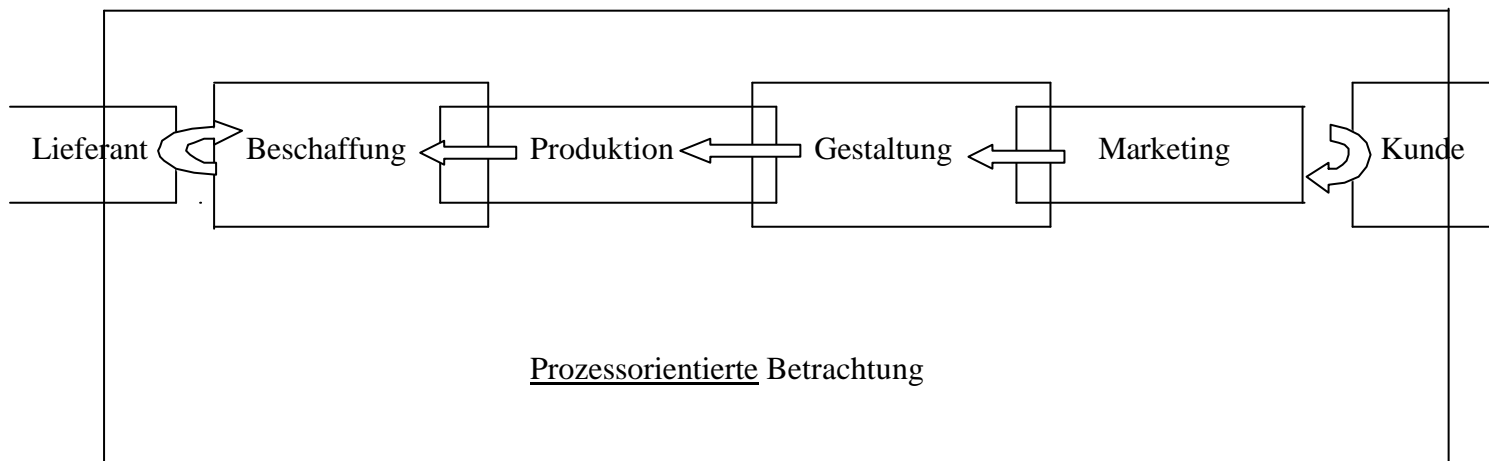 Lieferant Beschaffung Produktion Gestaltung Marketing Kunde
Prozessorientierte Betrachtung